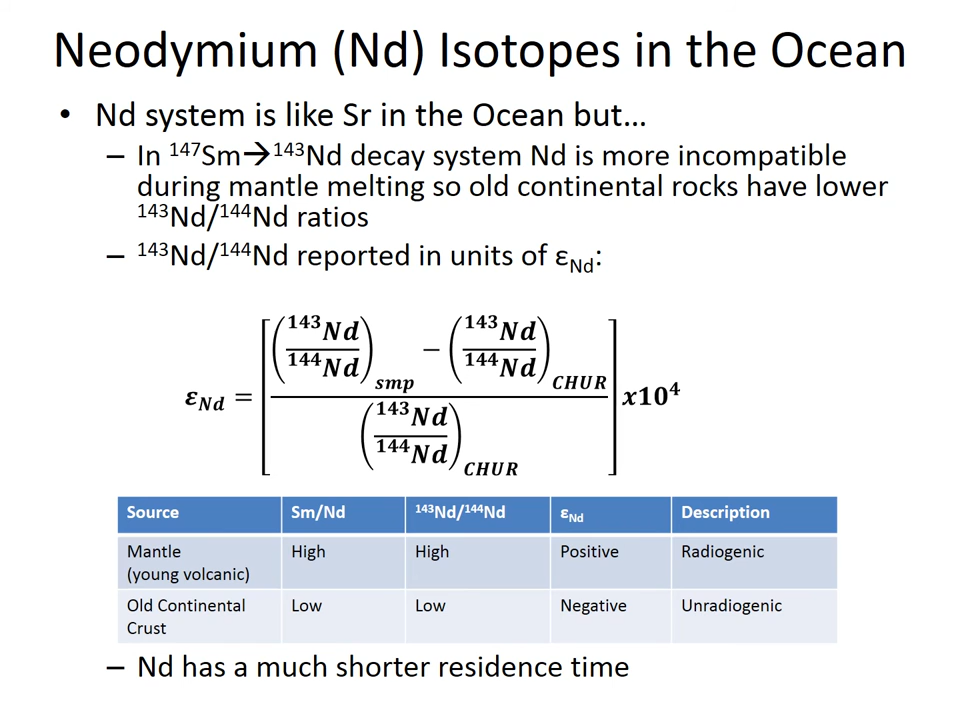 Neodymium (Nd) Isotopes in the Ocean
• Nd system is like Sr in the Ocean but…
– In ¹⁴⁷Sm→¹⁴³Nd decay system Nd is more incompatible
during mantle melting so old continental rocks have lower
¹⁴³Nd/¹⁴⁴Nd ratios
– ¹⁴³Nd/¹⁴⁴Nd reported in units of ε_Nd:
ε_Nd = [ ( (¹⁴³Nd/¹⁴⁴Nd)_smp − (¹⁴³Nd/¹⁴⁴Nd)_CHUR ) / (¹⁴³Nd/¹⁴⁴Nd)_CHUR ] x10⁴
Source Sm/Nd ¹⁴³Nd/¹⁴⁴Nd ε_Nd Description
Mantle High High Positive Radiogenic
(young volcanic)
Old Continental Low Low Negative Unradiogenic
Crust
– Nd has a much shorter residence time